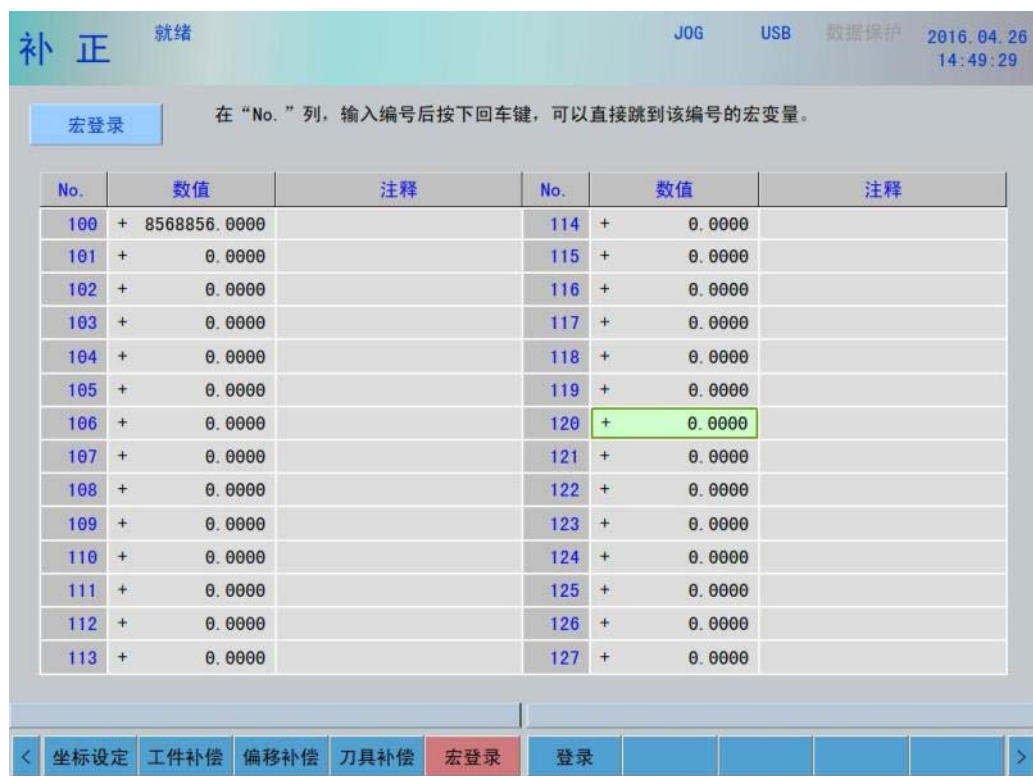 补 正 就绪 JOG USB 数据保护 2016.04.26
14:49:29
宏登录 在“No.”列，输入编号后按下回车键，可以直接跳到该编号的宏变量。
No. 数值 注释 No. 数值 注释
100 + 8568856.0000 114 + 0.0000
101 + 0.0000 115 + 0.0000
102 + 0.0000 116 + 0.0000
103 + 0.0000 117 + 0.0000
104 + 0.0000 118 + 0.0000
105 + 0.0000 119 + 0.0000
106 + 0.0000 120 + 0.0000
107 + 0.0000 121 + 0.0000
108 + 0.0000 122 + 0.0000
109 + 0.0000 123 + 0.0000
110 + 0.0000 124 + 0.0000
111 + 0.0000 125 + 0.0000
112 + 0.0000 126 + 0.0000
113 + 0.0000 127 + 0.0000
< 坐标设定 工件补偿 偏移补偿 刀具补偿 宏登录 登录 >